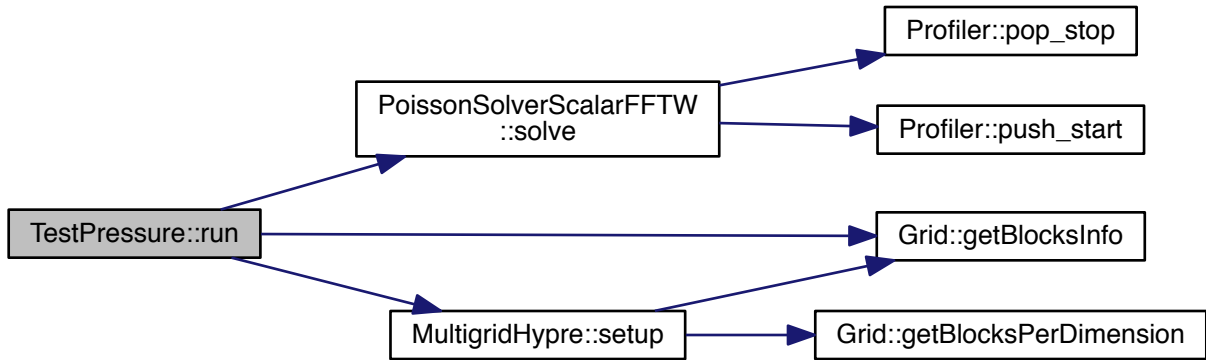 Profiler::pop_stop
PoissonSolverScalarFFTW
::solve
Profiler::push_start
TestPressure::run
Grid::getBlocksInfo
MultigridHypre::setup
Grid::getBlocksPerDimension